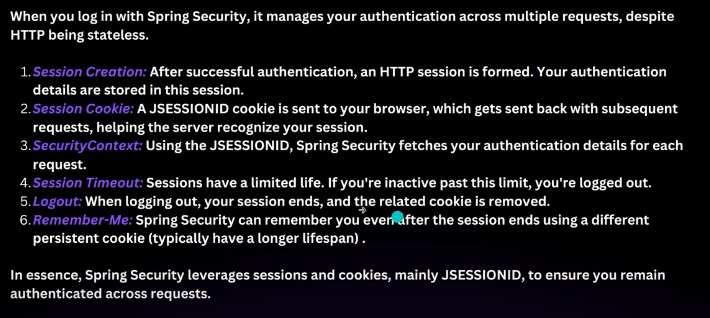 When you log in with Spring Security, it manages your authentication across multiple requests, despite
HTTP being stateless.
1. Session Creation: After successful authentication, an HTTP session is formed. Your authentication
details are stored in this session.
2. Session Cookie: A JSESSIONID cookie is sent to your browser, which gets sent back with subsequent
requests, helping the server recognize your session.
3. SecurityContext: Using the JSESSIONID, Spring Security fetches your authentication details for each
request.
4. Session Timeout: Sessions have a limited life. If you're inactive past this limit, you're logged out.
5. Logout: When logging out, your session ends, and the related cookie is removed.
6. Remember-Me: Spring Security can remember you even after the session ends using a different
persistent cookie (typically have a longer lifespan) .
In essence, Spring Security leverages sessions and cookies, mainly JSESSIONID, to ensure you remain
authenticated across requests.